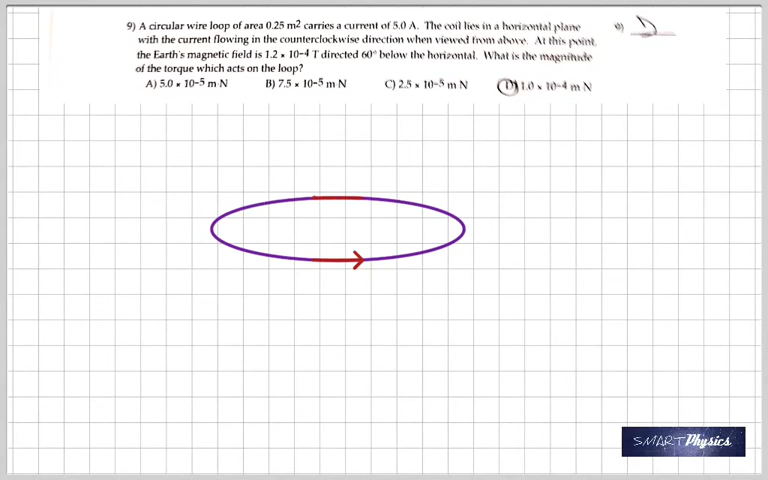 9) A circular wire loop of area 0.25 m2 carries a current of 5.0 A. The coil lies in a horizontal plane
with the current flowing in the counterclockwise direction when viewed from above. At this point,
the Earth's magnetic field is 1.2 × 10-4 T directed 60° below the horizontal. What is the magnitude
of the torque which acts on the loop?
9) D
A) 5.0 × 10-5 m N B) 7.5 × 10-5 m N C) 2.5 × 10-5 m N D) 1.0 × 10-4 m N
SMART Physics